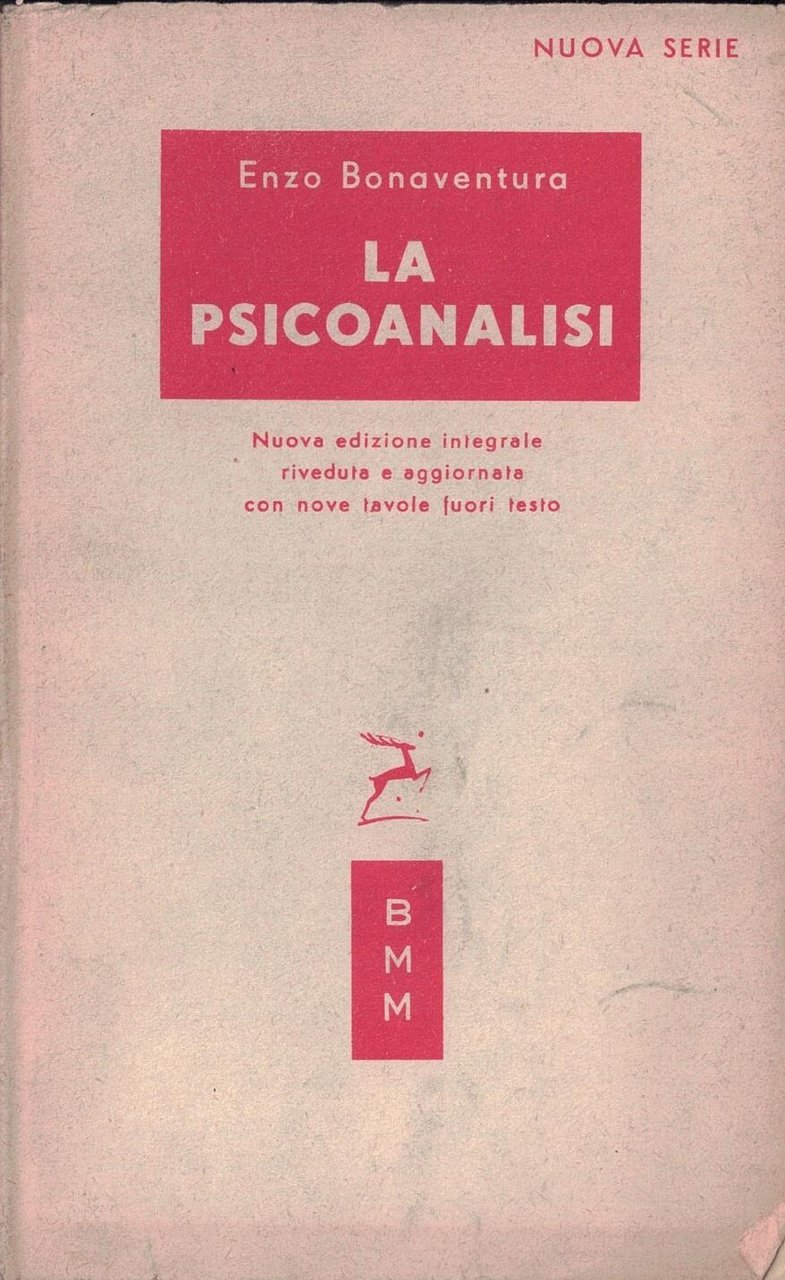 NUOVA SERIE
Enzo Bonaventura
LA
PSICOANALISI
Nuova edizione integrale
riveduta e aggiornata
con nove tavole fuori testo
B
M
M